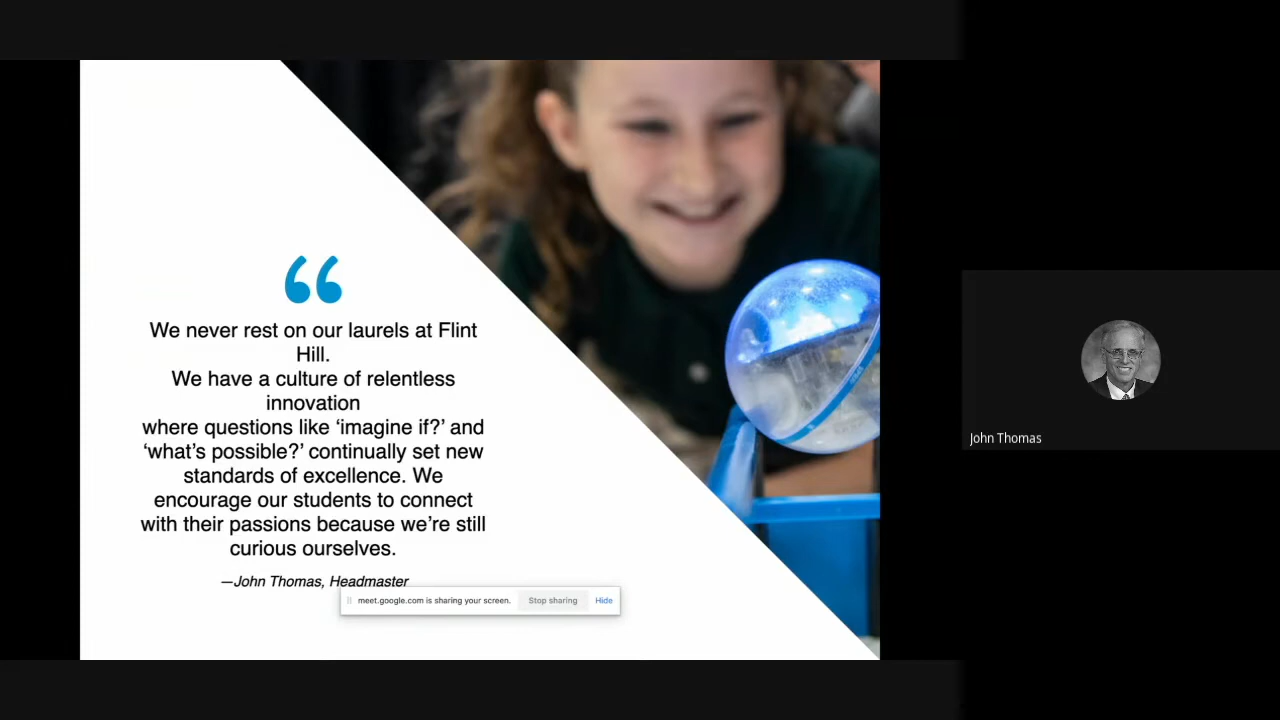 “
We never rest on our laurels at Flint
Hill.
We have a culture of relentless
innovation
where questions like ‘imagine if?’ and
‘what’s possible?’ continually set new
standards of excellence. We
encourage our students to connect
with their passions because we’re still
curious ourselves.
—John Thomas, Headmaster
meet.google.com is sharing your screen. Stop sharing Hide
John Thomas